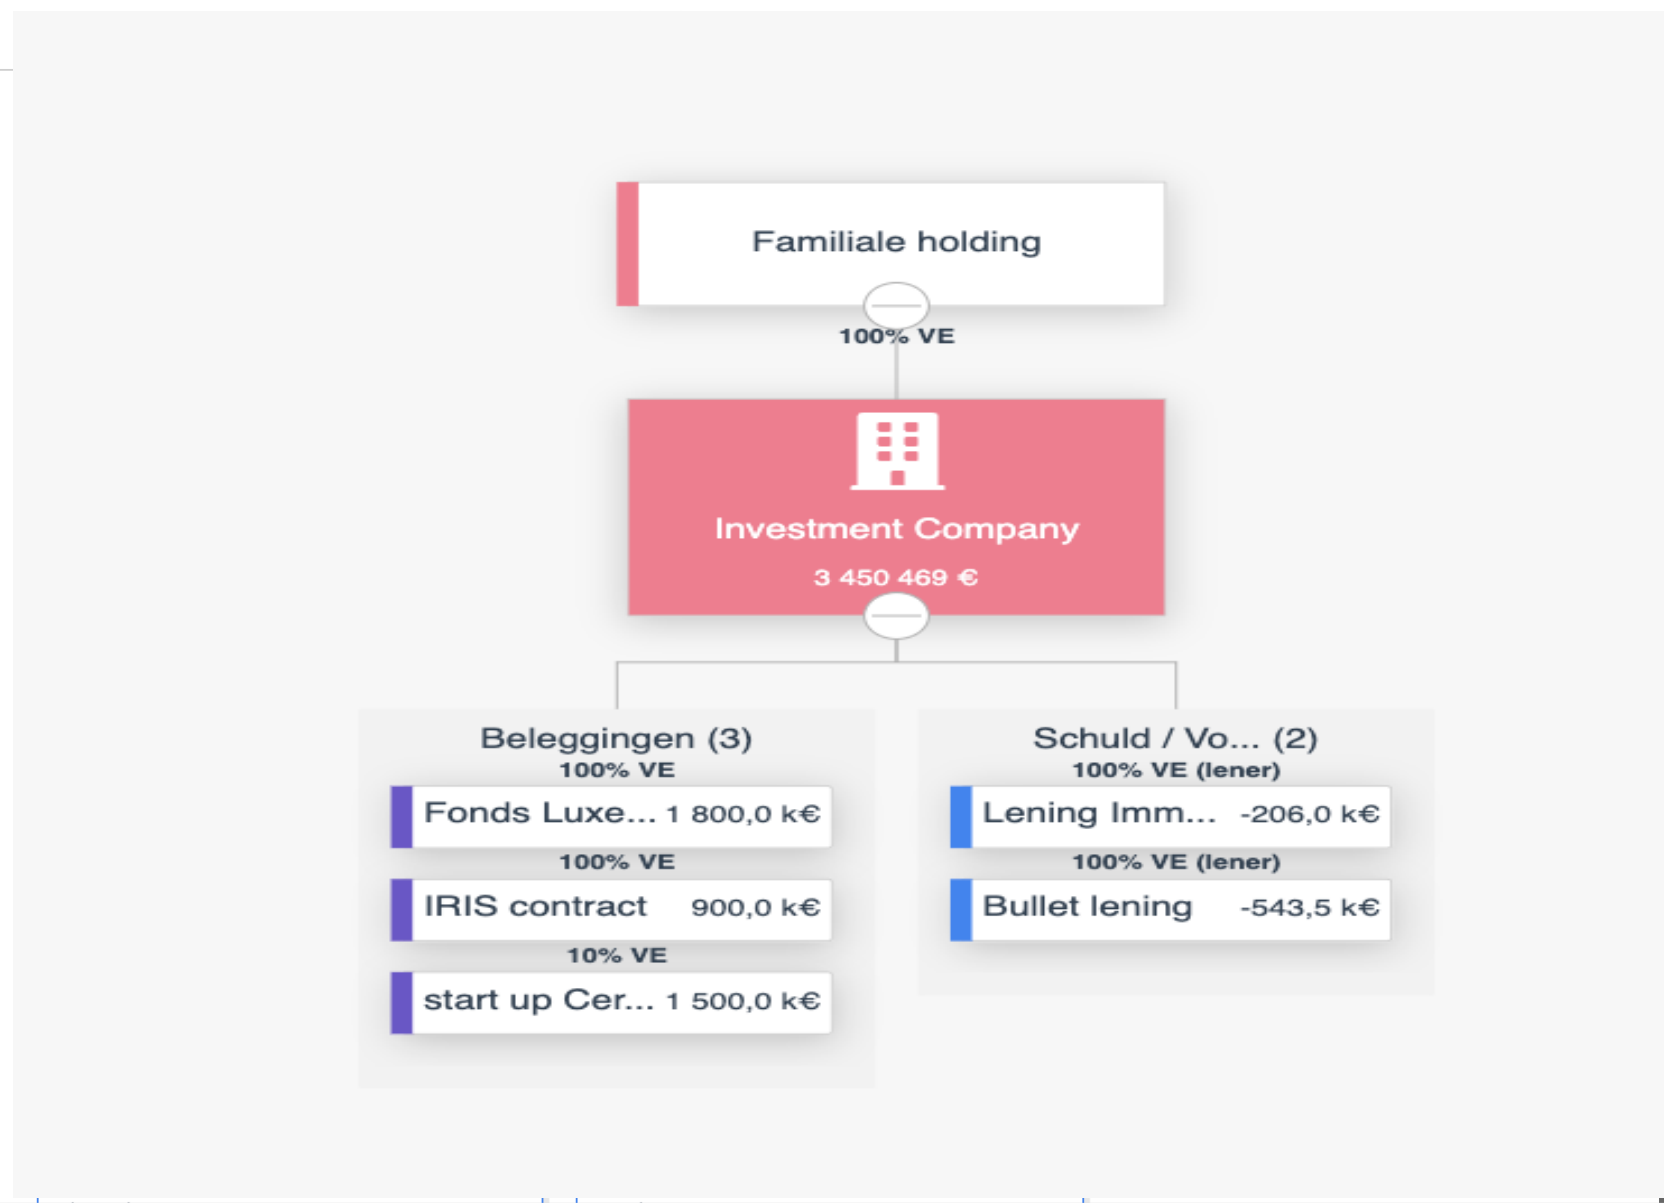 Familiale holding
100% VE
Investment Company
3 450 469 €
Beleggingen (3)
100% VE
Fonds Luxe... 1 800,0 k€
100% VE
IRIS contract 900,0 k€
10% VE
start up Cer... 1 500,0 k€
Schuld / Vo... (2)
100% VE (lener)
Lening Imm... -206,0 k€
100% VE (lener)
Bullet lening -543,5 k€